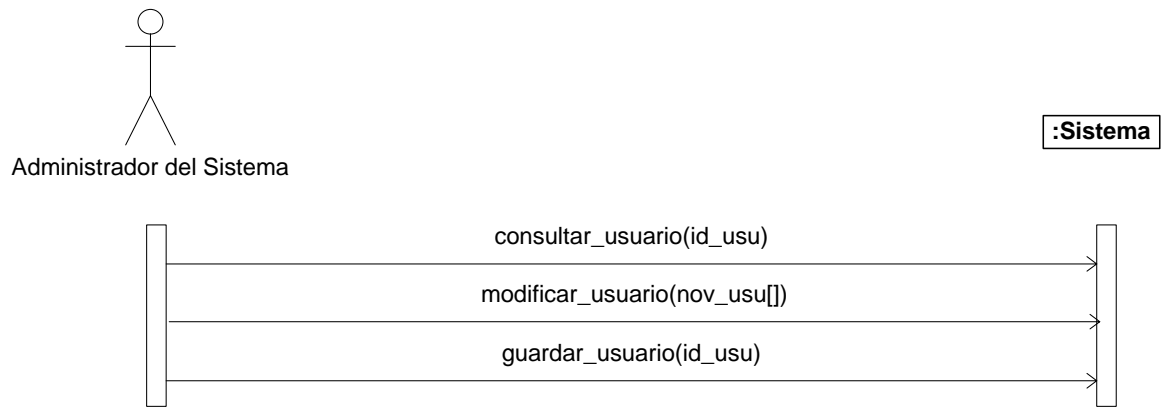 :Sistema
Administrador del Sistema
consultar_usuario(id_usu)
modificar_usuario(nov_usu[])
guardar_usuario(id_usu)